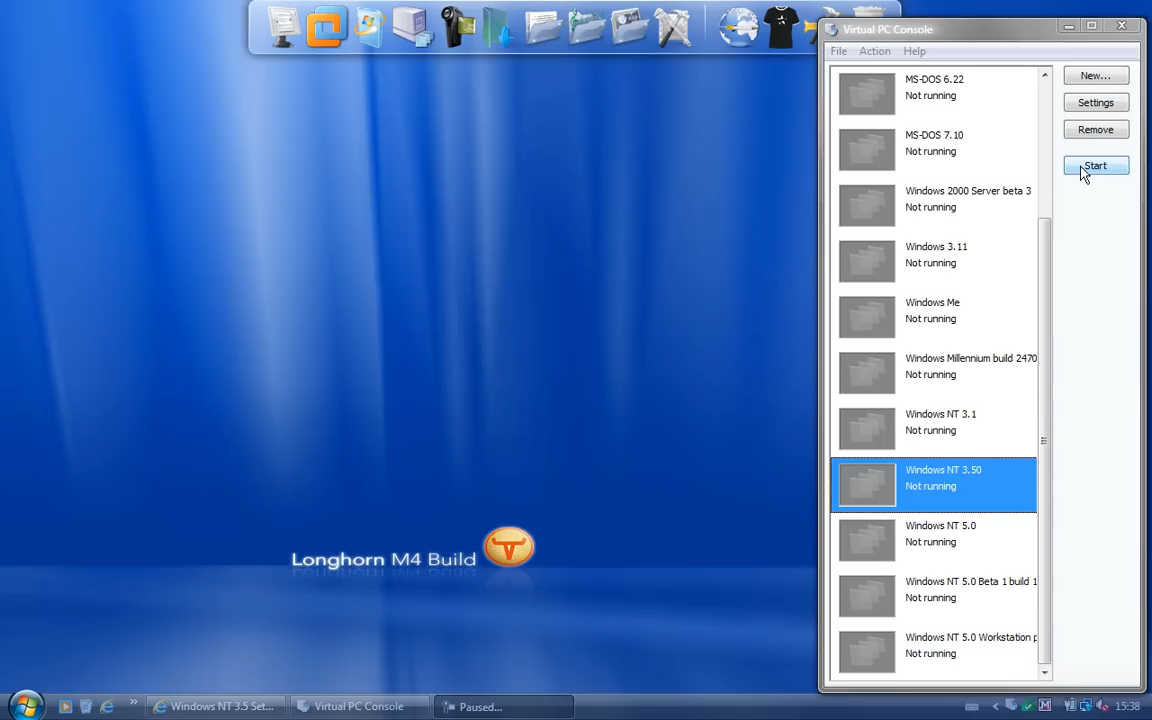 Virtual PC Console
File Action Help
MS-DOS 6.22
Not running
MS-DOS 7.10
Not running
Windows 2000 Server beta 3
Not running
Windows 3.11
Not running
Windows Me
Not running
Windows Millennium build 2470
Not running
Windows NT 3.1
Not running
Windows NT 3.50
Not running
Windows NT 5.0
Not running
Windows NT 5.0 Beta 1 build 1
Not running
Windows NT 5.0 Workstation p
Not running
New...
Settings
Remove
Start
Longhorn M4 Build
Windows NT 3.5 Set...
Virtual PC Console
Paused...
15:38